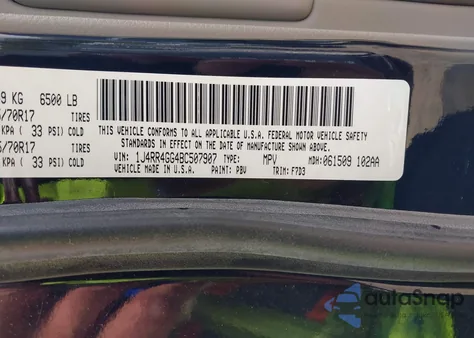 9 KG 6500 LB
/70R17 TIRES
KPA ( 33 PSI) COLD
/70R17 TIRES
KPA ( 33 PSI) COLD
THIS VEHICLE CONFORMS TO ALL APPLICABLE U.S.A. FEDERAL MOTOR VEHICLE SAFETY
STANDARDS IN EFFECT ON THE DATE OF MANUFACTURE SHOWN ABOVE.
VIN: 1J4RR4GG4BC507907 TYPE: MPV MDH: 061509 102AA
VEHICLE MADE IN U.S.A. PAINT: PBV TRIM: F7D3
autoSnap